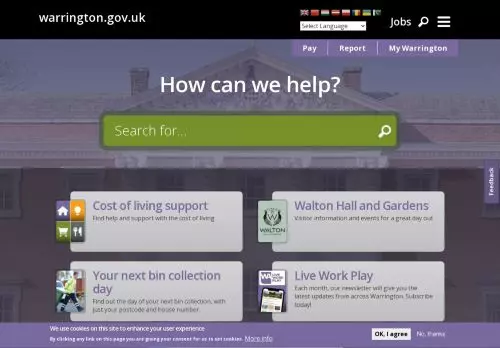 warrington.gov.uk
Select Language
Jobs
Pay
Report
My Warrington
How can we help?
Search for...
feedback
Cost of living support
Find help and support with the cost of living
WALTON
Walton Hall and Gardens
Visitor information and events for a great day out
Your next bin collection
day
Find out the day of your next bin collection, with
just your postcode and house number.
LIVE WORK PLAY
Live Work Play
Each month, our newsletter will give you the
latest updates from across Warrington. Subscribe
today!
We use cookies on this site to enhance your user experience
By clicking any link on this page you are giving your consent for us to set cookies. More info
OK, I agree
No, thanks